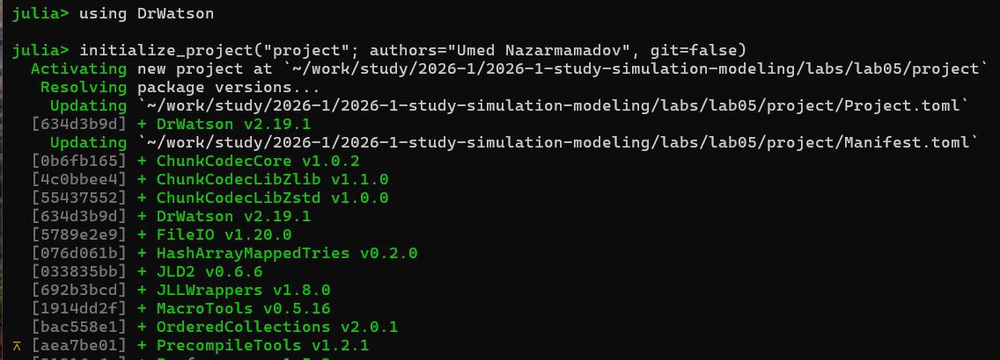 julia> using DrWatson
julia> initialize_project("project"; authors="Umed Nazarmamadov", git=false)
Activating new project at `~/work/study/2026-1/2026-1-study-simulation-modeling/labs/lab05/project`
Resolving package versions...
Updating `~/work/study/2026-1/2026-1-study-simulation-modeling/labs/lab05/project/Project.toml`
[634d3b9d] + DrWatson v2.19.1
Updating `~/work/study/2026-1/2026-1-study-simulation-modeling/labs/lab05/project/Manifest.toml`
[0b6fb165] + ChunkCodecCore v1.0.2
[4c0bbee4] + ChunkCodecLibZlib v1.1.0
[55437552] + ChunkCodecLibZstd v1.0.0
[634d3b9d] + DrWatson v2.19.1
[5789e2e9] + FileIO v1.20.0
[076d061b] + HashArrayMappedTries v0.2.0
[033835bb] + JLD2 v0.6.6
[692b3bcd] + JLLWrappers v1.8.0
[1914dd2f] + MacroTools v0.5.16
[bac558e1] + OrderedCollections v2.0.1
⌅ [aea7be01] + PrecompileTools v1.2.1